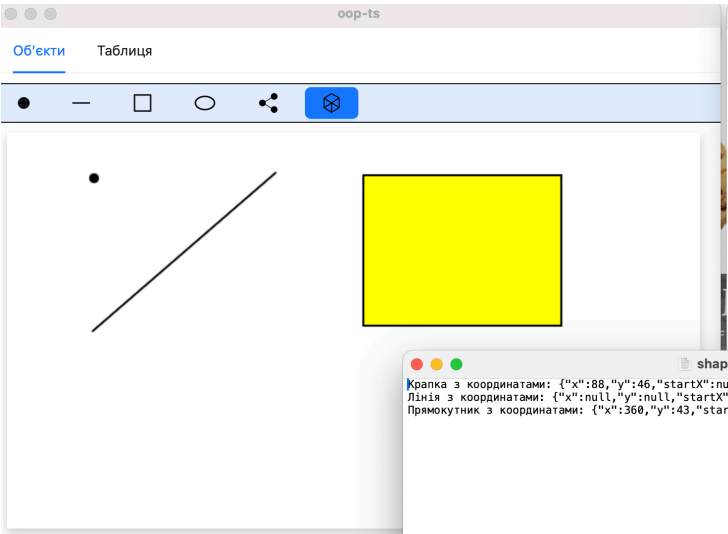 oop-ts
Об'єкти Таблиця
shap
Крапка з координатами: {"x":88,"y":46,"startX":nu
Лінія з координатами: {"x":null,"y":null,"startX"
Прямокутник з координатами: {"x":360,"y":43,"star